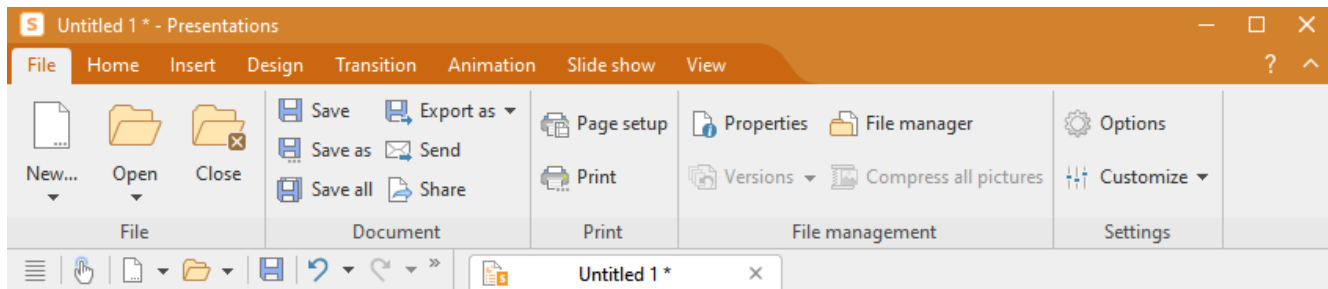 S Untitled 1 * - Presentations
File Home Insert Design Transition Animation Slide show View ?
New... Open Close
Save Export as
Save as Send
Save all Share
Page setup
Print
Properties File manager
Versions Compress all pictures
Options
Customize
File Document Print File management Settings
Untitled 1 *